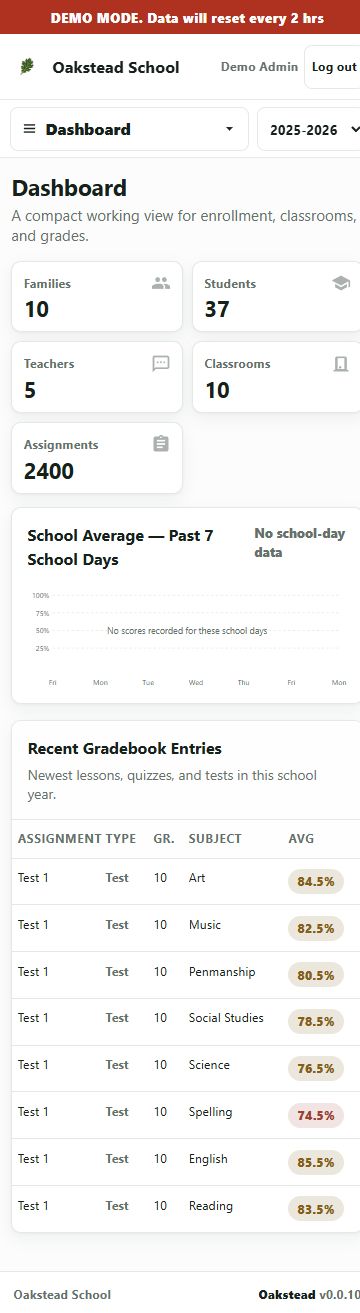 DEMO MODE. Data will reset every 2 hrs
Oakstead School
Demo Admin
Log out
Dashboard
2025-2026
Dashboard
A compact working view for enrollment, classrooms,
and grades.
Families
10
Students
37
Teachers
5
Classrooms
10
Assignments
2400
School Average — Past 7
School Days
No school-day
data
100%
75%
50%
25%
No scores recorded for these school days
Fri Mon Tue Wed Thu Fri Mon
Recent Gradebook Entries
Newest lessons, quizzes, and tests in this school
year.
ASSIGNMENT TYPE GR. SUBJECT AVG
Test 1 Test 10 Art 84.5%
Test 1 Test 10 Music 82.5%
Test 1 Test 10 Penmanship 80.5%
Test 1 Test 10 Social Studies 78.5%
Test 1 Test 10 Science 76.5%
Test 1 Test 10 Spelling 74.5%
Test 1 Test 10 English 85.5%
Test 1 Test 10 Reading 83.5%
Oakstead School
Oakstead v0.0.10